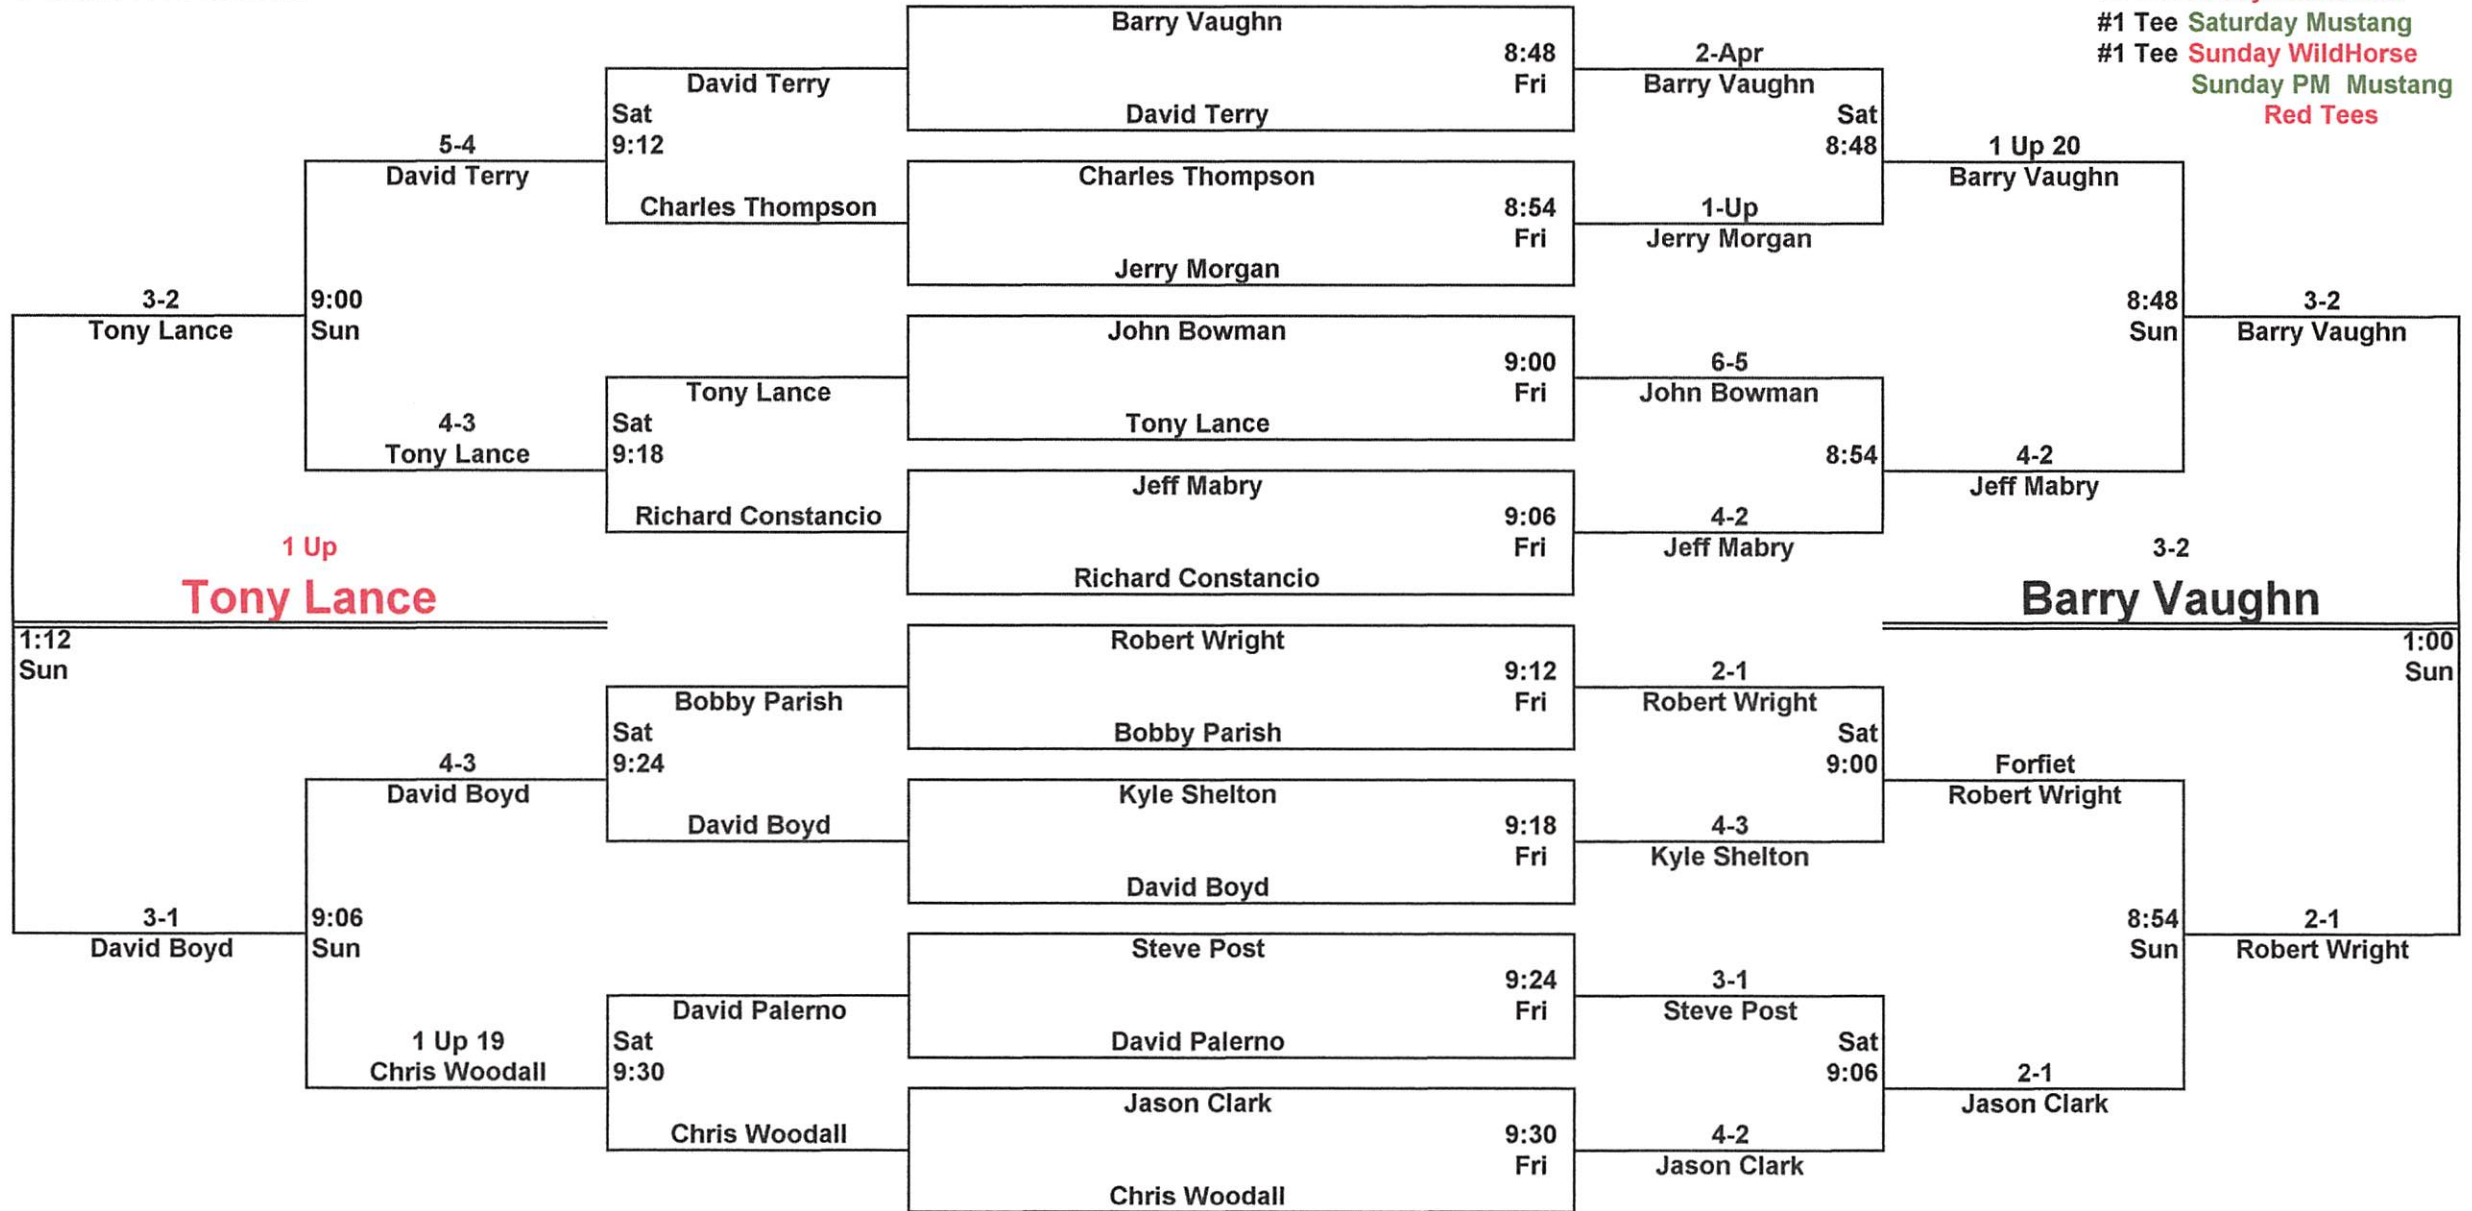 #1 Tee Saturday Mustang
#1 Tee Sunday WildHorse
Sunday PM Mustang
Red Tees
Barry Vaughn
8:48
Fri
David Terry
Charles Thompson
8:54
Fri
Jerry Morgan
John Bowman
9:00
Fri
Tony Lance
Jeff Mabry
9:06
Fri
Richard Constancio
Robert Wright
9:12
Fri
Bobby Parish
Kyle Shelton
9:18
Fri
David Boyd
Steve Post
9:24
Fri
David Palerno
Jason Clark
9:30
Fri
Chris Woodall
David Terry
Sat
9:12
Charles Thompson
Tony Lance
Sat
9:18
Richard Constancio
Bobby Parish
Sat
9:24
David Boyd
David Palerno
Sat
9:30
Chris Woodall
5-4
David Terry
9:00
Sun
4-3
Tony Lance
4-3
David Boyd
9:06
Sun
1 Up 19
Chris Woodall
3-2
Tony Lance
1 Up
Tony Lance
1:12
Sun
3-1
David Boyd
2-Apr
Barry Vaughn
Sat
8:48
1-Up
Jerry Morgan
6-5
John Bowman
8:54
4-2
Jeff Mabry
2-1
Robert Wright
Sat
9:00
4-3
Kyle Shelton
3-1
Steve Post
Sat
9:06
4-2
Jason Clark
1 Up 20
Barry Vaughn
8:48
Sun
4-2
Jeff Mabry
Forfiet
Robert Wright
8:54
Sun
2-1
Jason Clark
3-2
Barry Vaughn
3-2
Barry Vaughn
1:00
Sun
2-1
Robert Wright